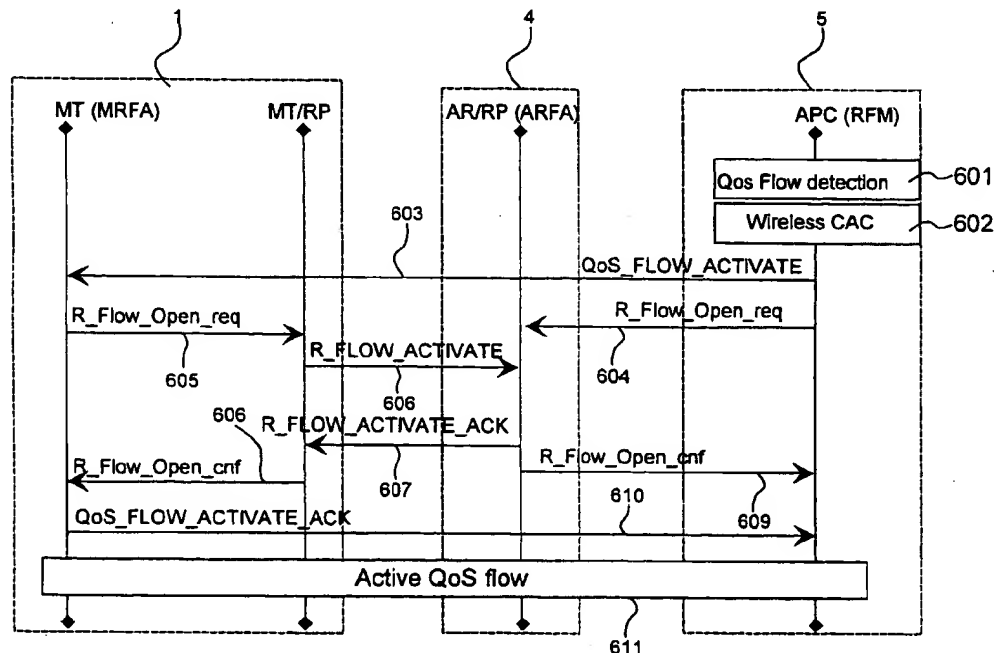 1
4
5
MT (MRFA)
MT/RP
AR/RP (ARFA)
APC (RFM)
Qos Flow detection
601
Wireless CAC
602
603
QoS_FLOW_ACTIVATE
R_Flow_Open_req
R_Flow_Open_req
605
R_FLOW_ACTIVATE
604
606
606
R_FLOW_ACTIVATE_ACK
R_Flow_Open_cnf
607
R_Flow_Open_cnf
610
609
QoS_FLOW_ACTIVATE_ACK
Active QoS flow
611